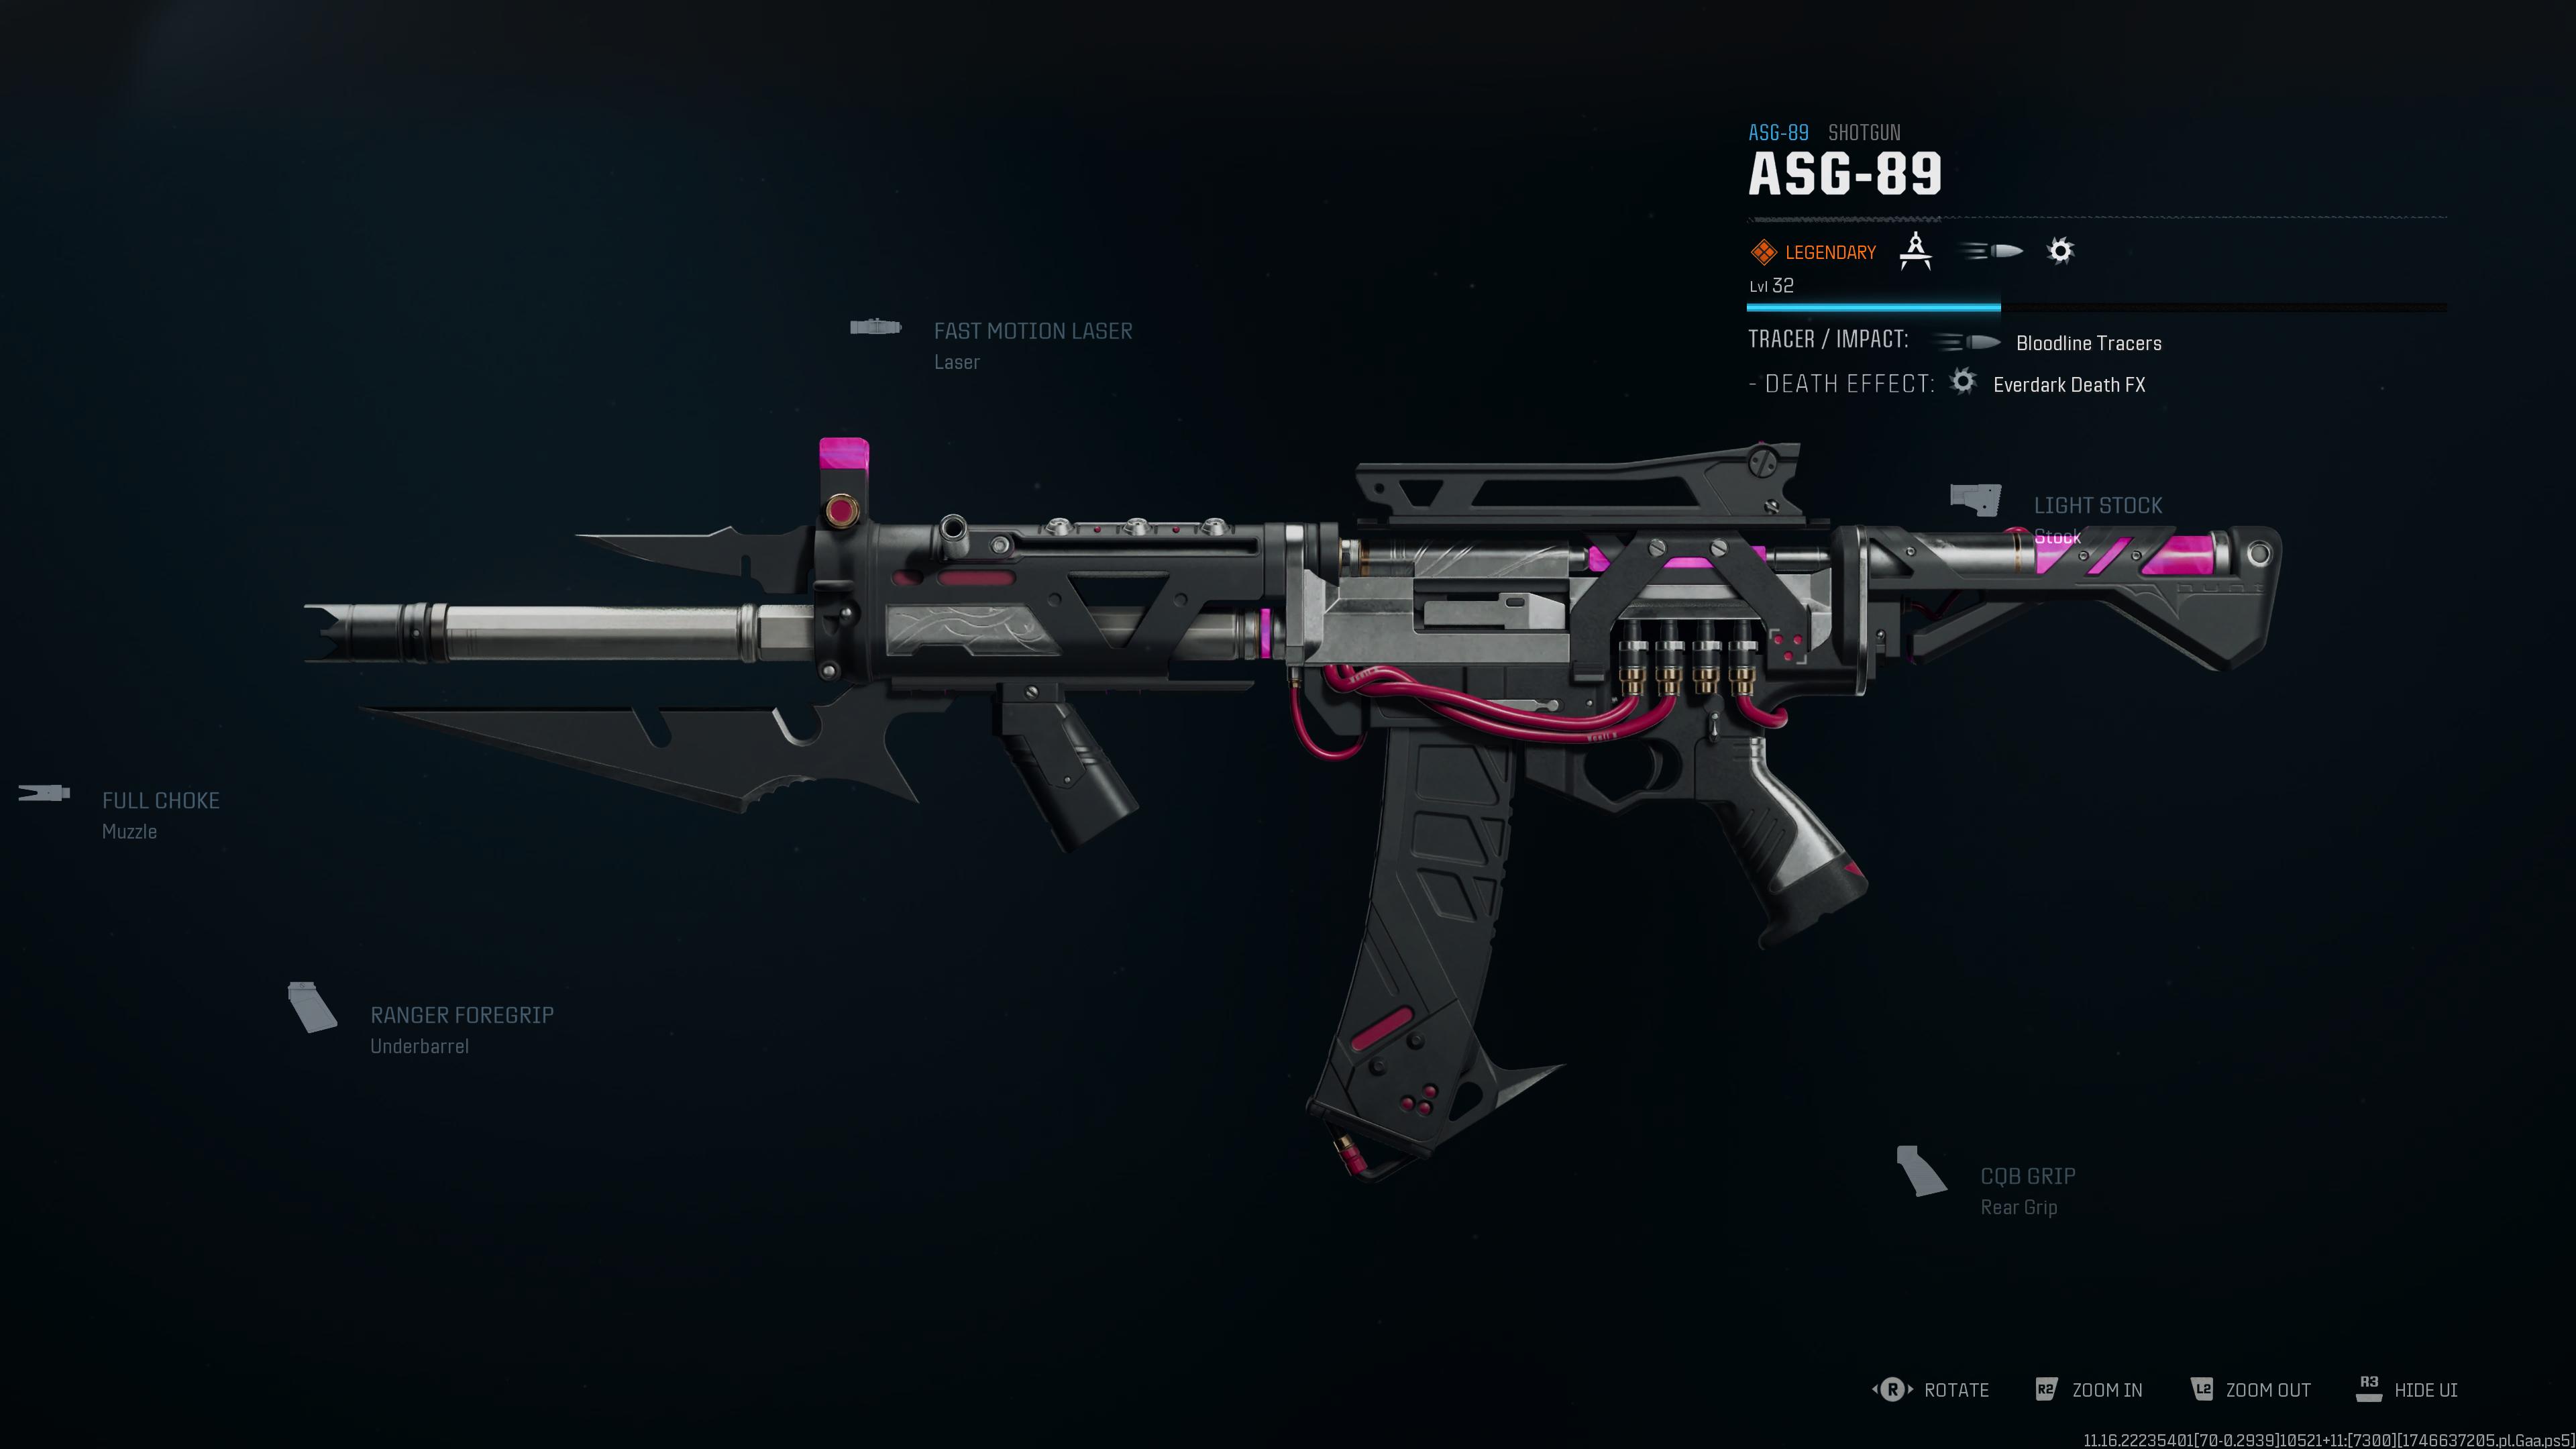 ASG-89 SHOTGUN
ASG-89
LEGENDARY
Lvl 32
TRACER / IMPACT: Bloodline Tracers
- DEATH EFFECT: Everdark Death FX
FAST MOTION LASER
Laser
LIGHT STOCK
Stock
FULL CHOKE
Muzzle
RANGER FOREGRIP
Underbarrel
CQB GRIP
Rear Grip
R ROTATE R2 ZOOM IN L2 ZOOM OUT R3 HIDE UI
11.16.22235401[70-0.2939]10521+11:[7300][1746637205.pl.Gaa.ps5]